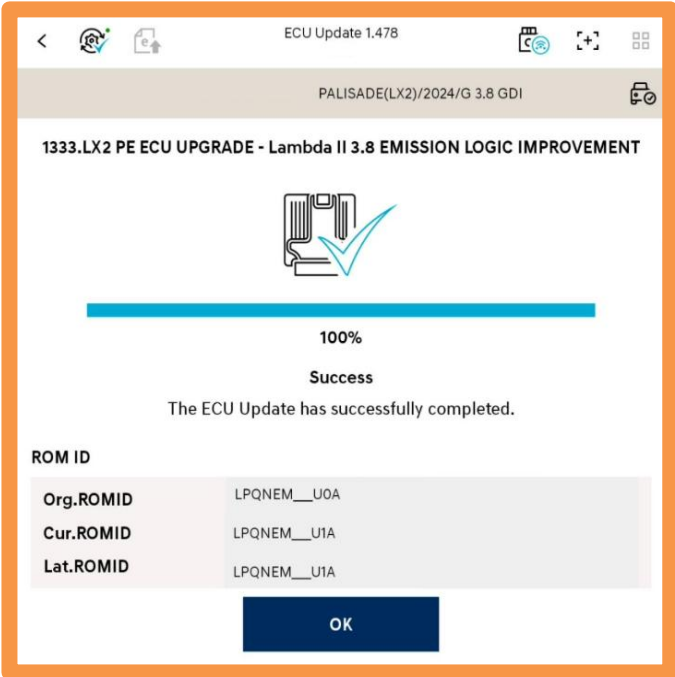 ECU Update 1.478
PALISADE(LX2)/2024/G 3.8 GDI
1333.LX2 PE ECU UPGRADE - Lambda II 3.8 EMISSION LOGIC IMPROVEMENT
100%
Success
The ECU Update has successfully completed.
ROM ID
Org.ROMID LPQNEM__U0A
Cur.ROMID LPQNEM__U1A
Lat.ROMID LPQNEM__U1A
OK